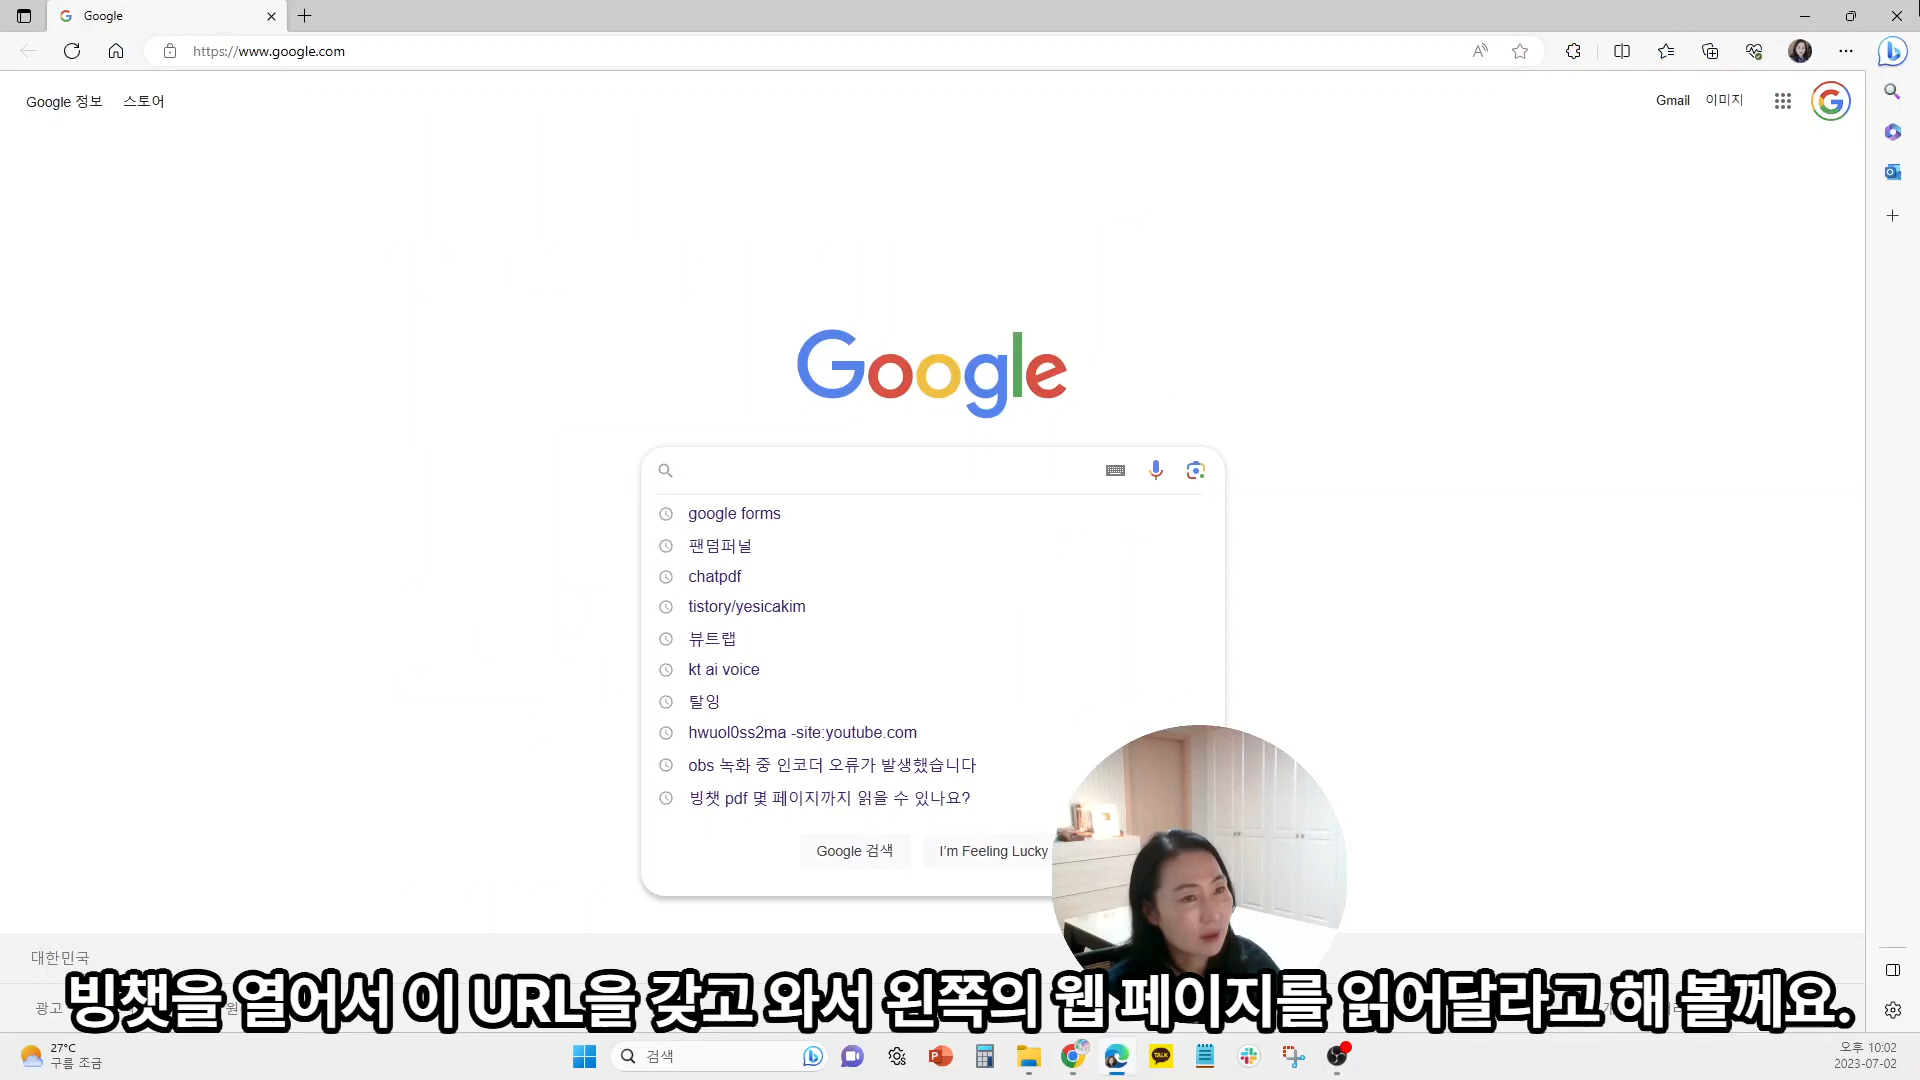 Google
https://www.google.com
Google 정보 스토어
Gmail 이미지
Google
google forms
팬덤퍼널
chatpdf
tistory/yesicakim
뷰트랩
kt ai voice
탈잉
hwuol0ss2ma -site:youtube.com
obs 녹화 중 인코더 오류가 발생했습니다
빙챗 pdf 몇 페이지까지 읽을 수 있나요?
Google 검색 I'm Feeling Lucky
대한민국
광고
빙챗을 열어서 이 URL을 갖고 와서 왼쪽의 웹 페이지를 읽어달라고 해 볼게요.
27°C
구름 조금
검색
TALK
오후 10:02
2023-07-02